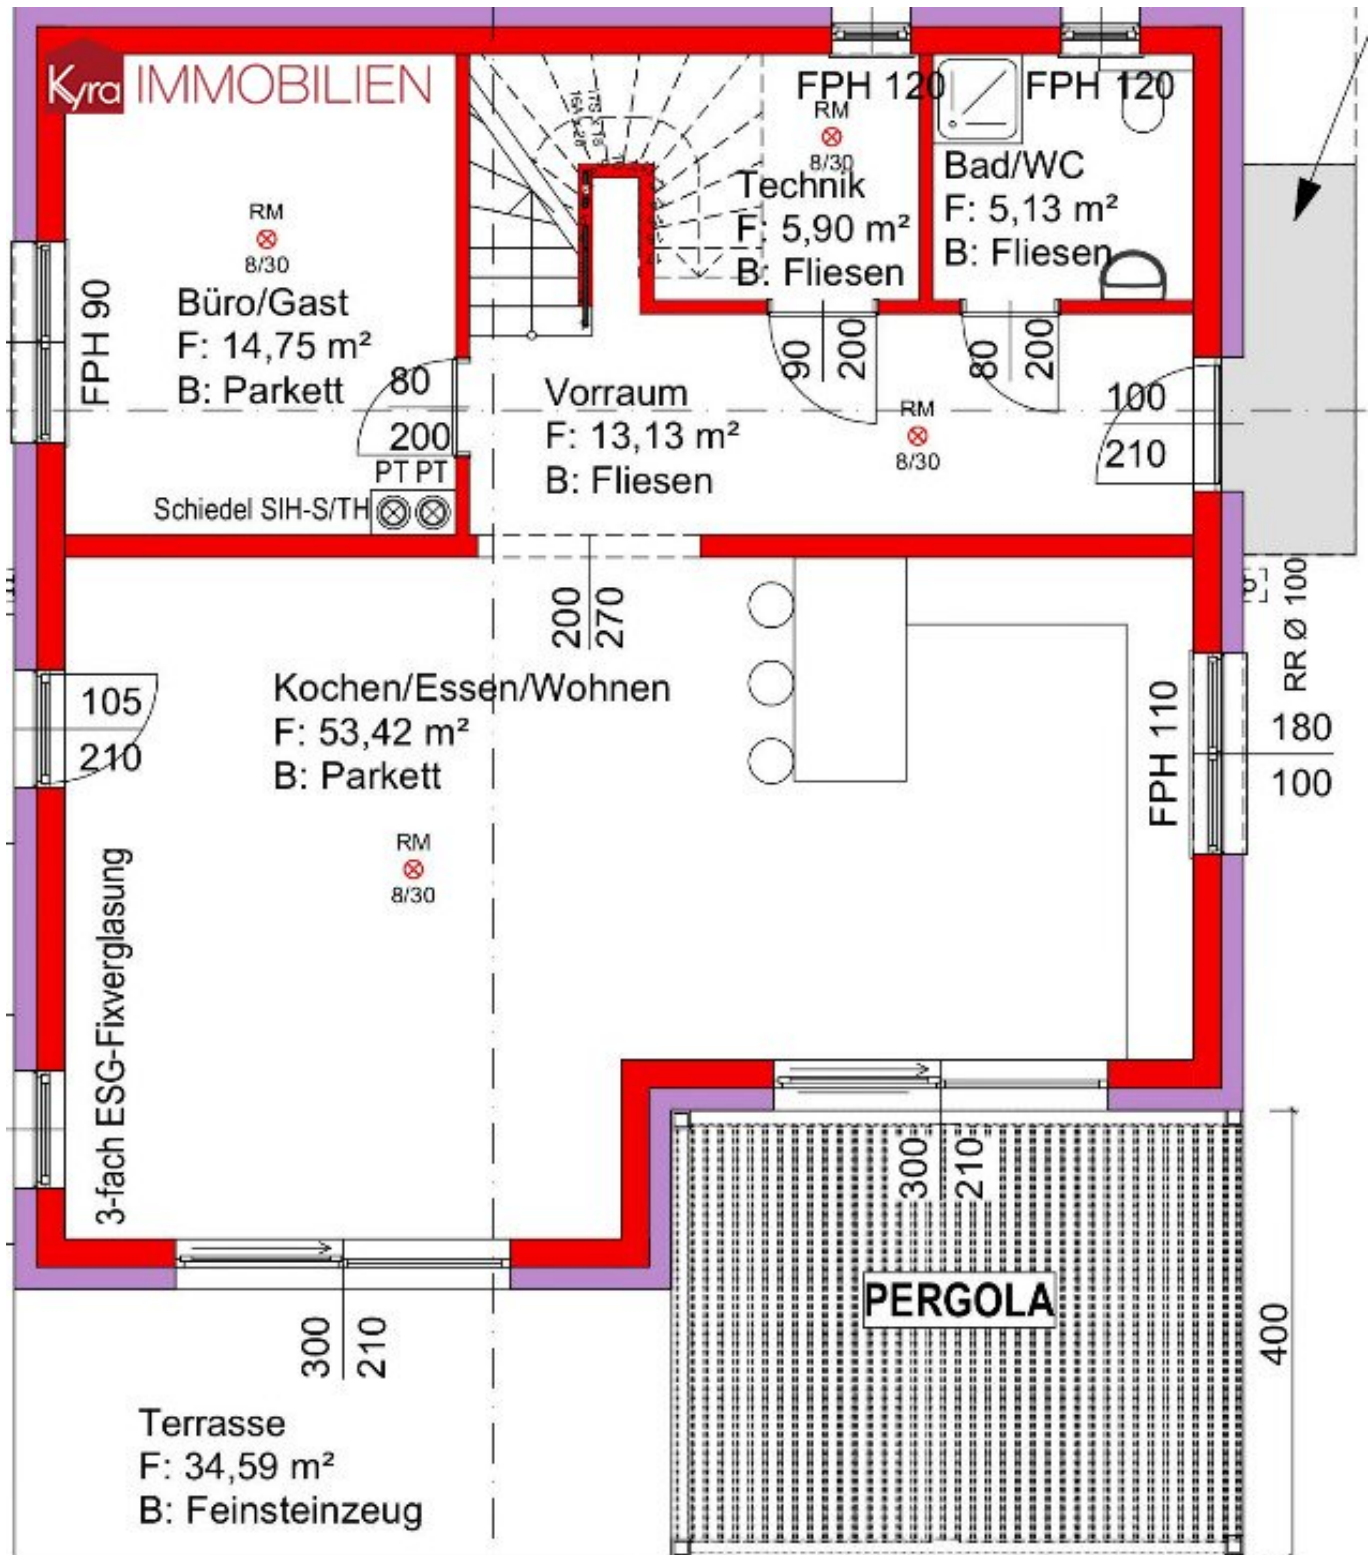 Kyra IMMOBILIEN
FPH 120
FPH 120
RM
8/30
Technik
F: 5,90 m²
B: Fliesen
Bad/WC
F: 5,13 m²
B: Fliesen
RM
8/30
Büro/Gast
F: 14,75 m²
B: Parkett
FPH 90
80
200
PT PT
Schiedel SIH-S/TH
Vorraum
F: 13,13 m²
B: Fliesen
90
200
80
200
RM
8/30
100
210
200
270
RR Ø 100
105
210
Kochen/Essen/Wohnen
F: 53,42 m²
B: Parkett
RM
8/30
FPH 110
180
100
3-fach ESG-Fixverglasung
300
210
PERGOLA
400
300
210
Terrasse
F: 34,59 m²
B: Feinsteinzeug